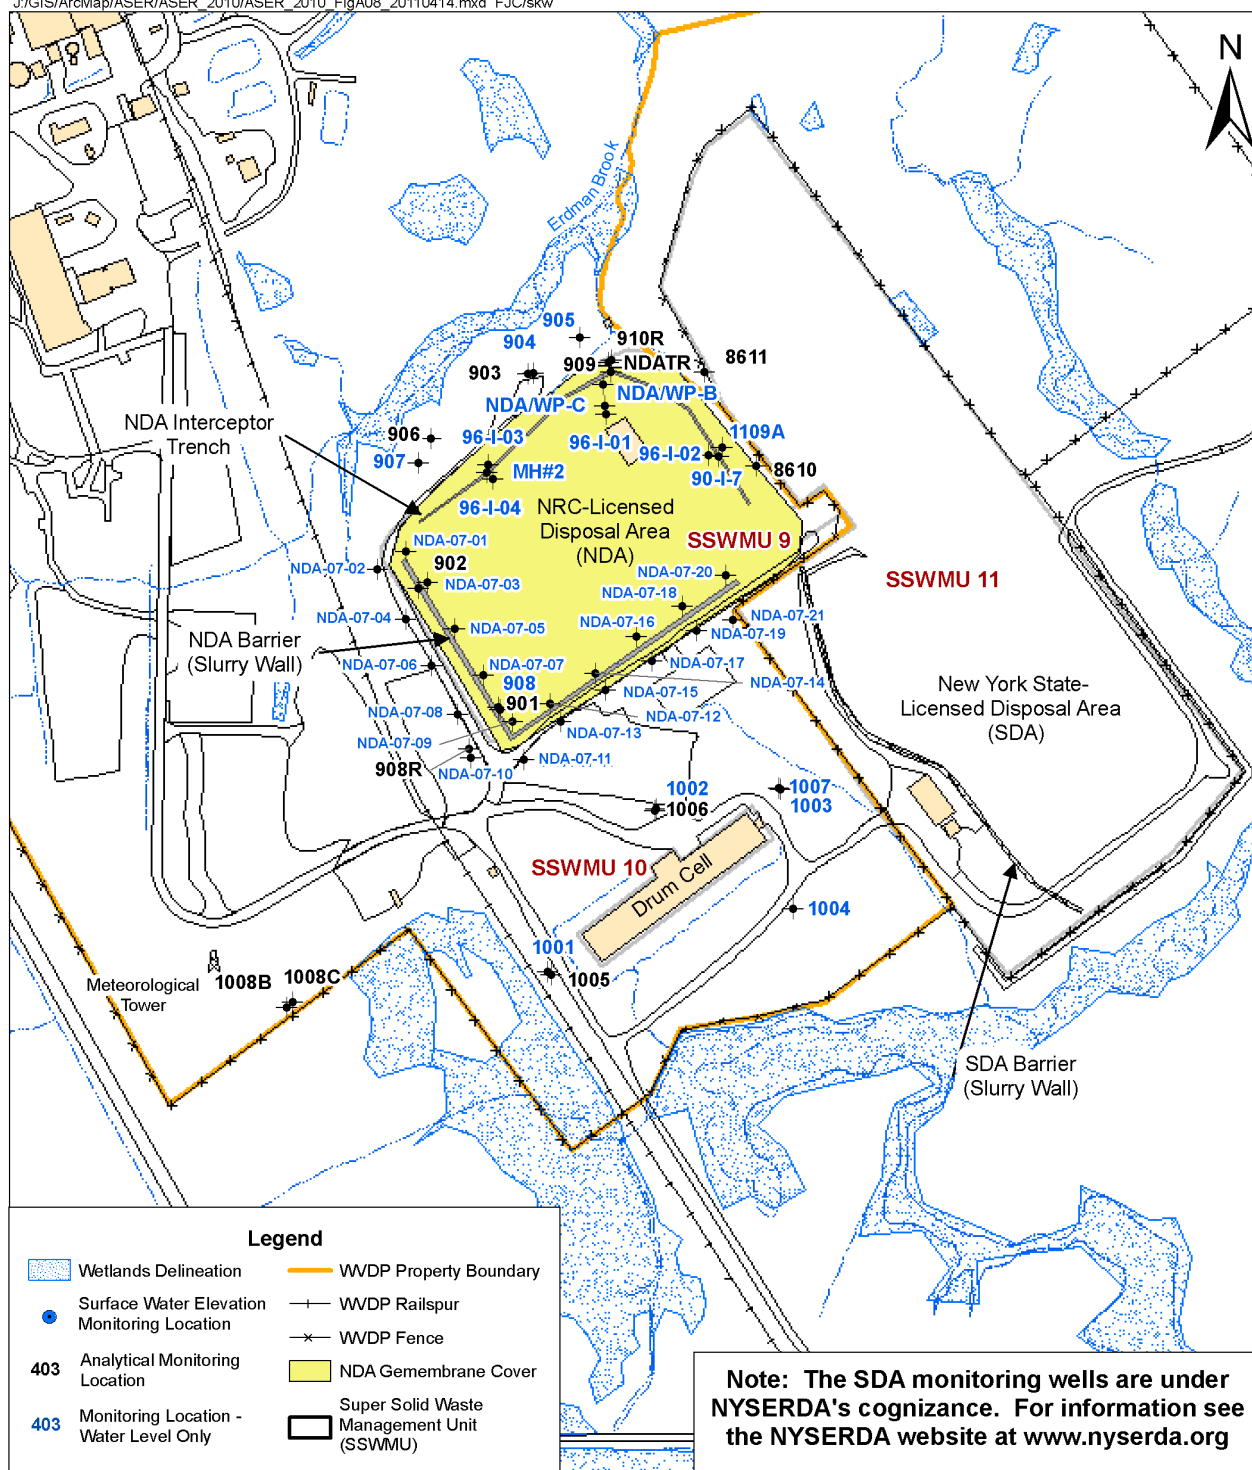 J:/GIS/ArcMap/ASER/ASER_2010/ASER_2010_FigA08_20110414.mxd FJC/skw
N
Erdman Brook
905
904
910R
909
NDATR
8611
903
NDA/WP-C
NDA/WP-B
NDA Interceptor
Trench
906
907
96-I-03
96-I-01
1109A
96-I-02
8610
MH#2
90-I-7
96-I-04
NRC-Licensed
Disposal Area
(NDA)
SSWMU 9
NDA-07-01
902
NDA-07-02
NDA-07-03
NDA-07-20
SSWMU 11
NDA-07-18
NDA-07-04
NDA-07-21
NDA Barrier
(Slurry Wall)
NDA-07-05
NDA-07-16
NDA-07-19
NDA-07-06
NDA-07-07
NDA-07-17
908
NDA-07-14
New York State-
Licensed Disposal Area
(SDA)
NDA-07-15
901
NDA-07-08
NDA-07-12
NDA-07-13
NDA-07-09
908R
NDA-07-10
NDA-07-11
1002
1006
1007
1003
SSWMU 10
Drum Cell
1004
1001
1005
Meteorological
Tower
1008B
1008C
SDA Barrier
(Slurry Wall)
Legend
Wetlands Delineation
Surface Water Elevation
Monitoring Location
403
Analytical Monitoring
Location
403
Monitoring Location -
Water Level Only
WVDP Property Boundary
WVDP Railspur
WVDP Fence
NDA Gemembrane Cover
Super Solid Waste
Management Unit
(SSWMU)
Note: The SDA monitoring wells are under
NYSERDA's cognizance. For information see
the NYSERDA website at www.nyserda.org